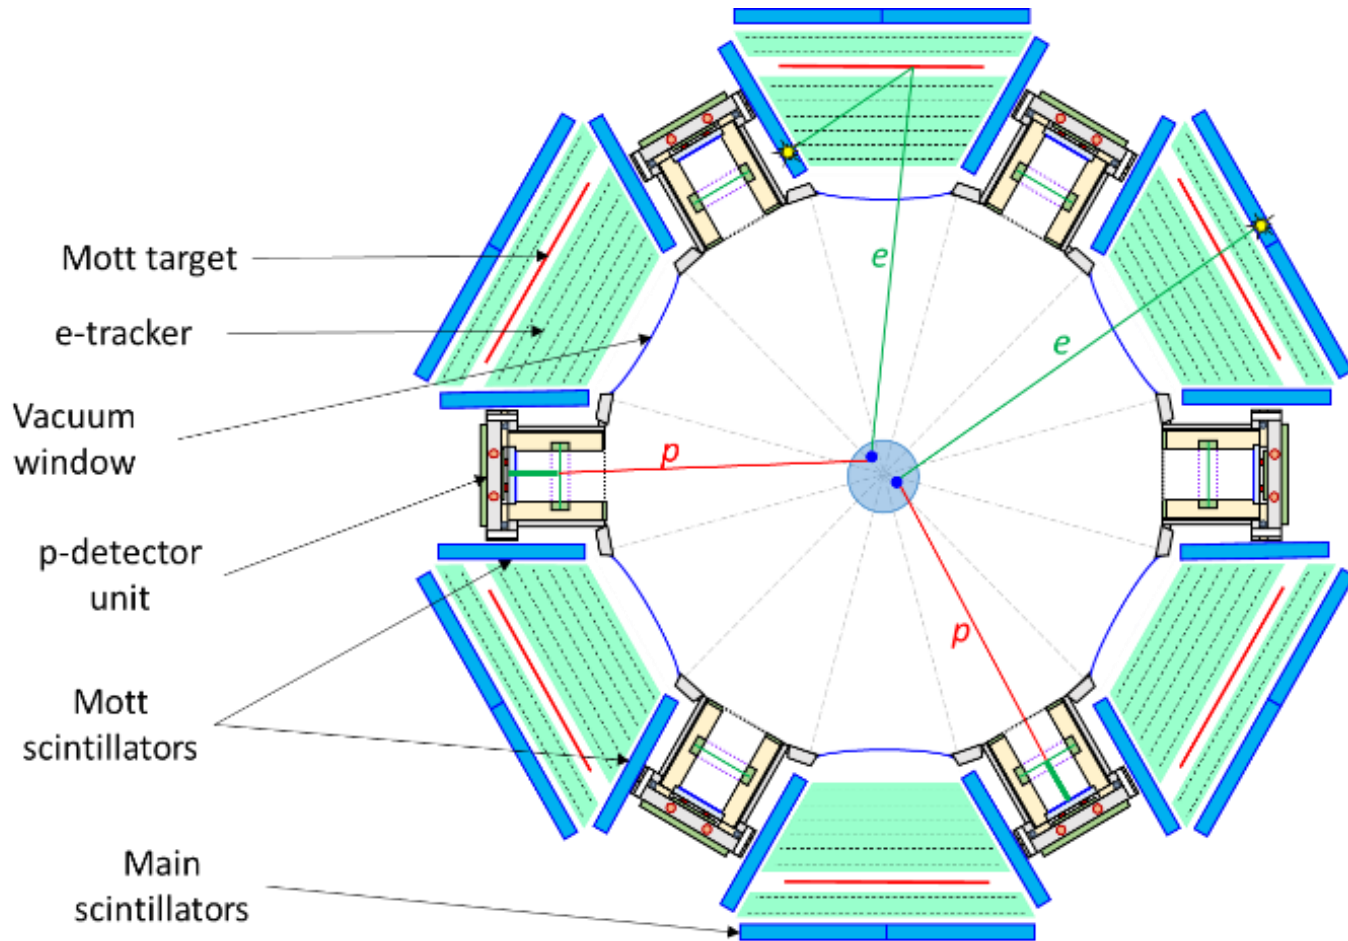 Mott target
e-tracker
Vacuum
window
p-detector
unit
Mott
scintillators
Main
scintillators
e
e
p
p